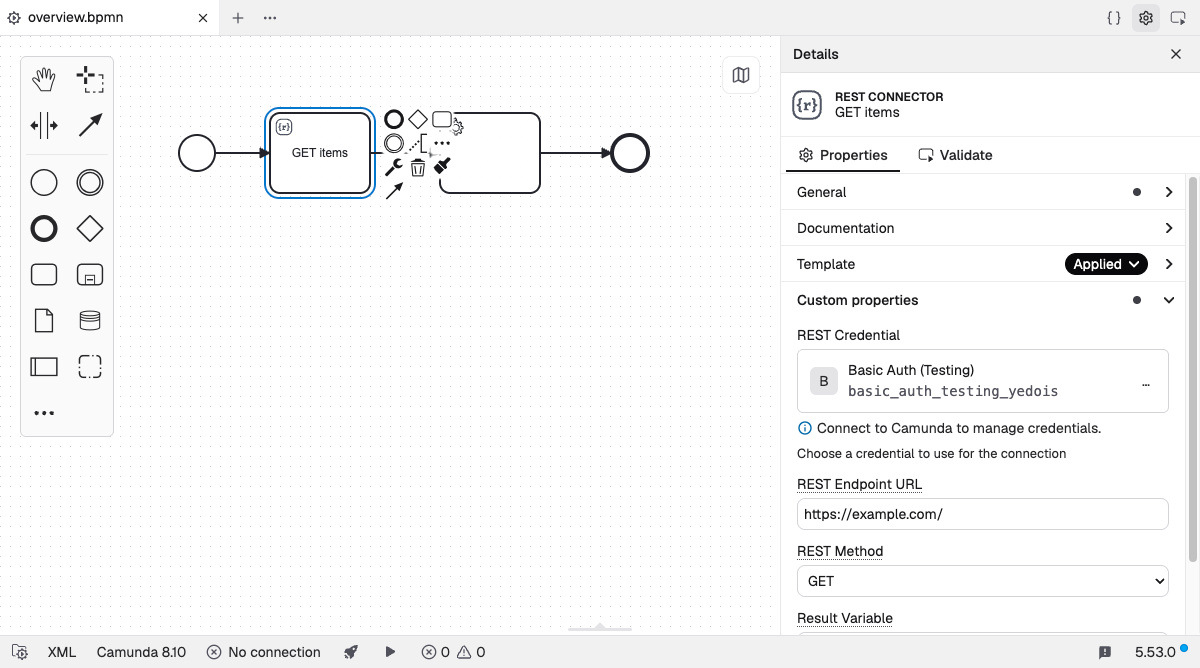 overview.bpmn
Details
REST CONNECTOR
GET items
{r}
GET items
{r}
Properties
Validate
General
Documentation
Template
Applied
Custom properties
REST Credential
B
Basic Auth (Testing)
basic_auth_testing_yedois
...
Connect to Camunda to manage credentials.
Choose a credential to use for the connection
REST Endpoint URL
https://example.com/
REST Method
GET
Result Variable
XML
Camunda 8.10
No connection
0
0
5.53.0